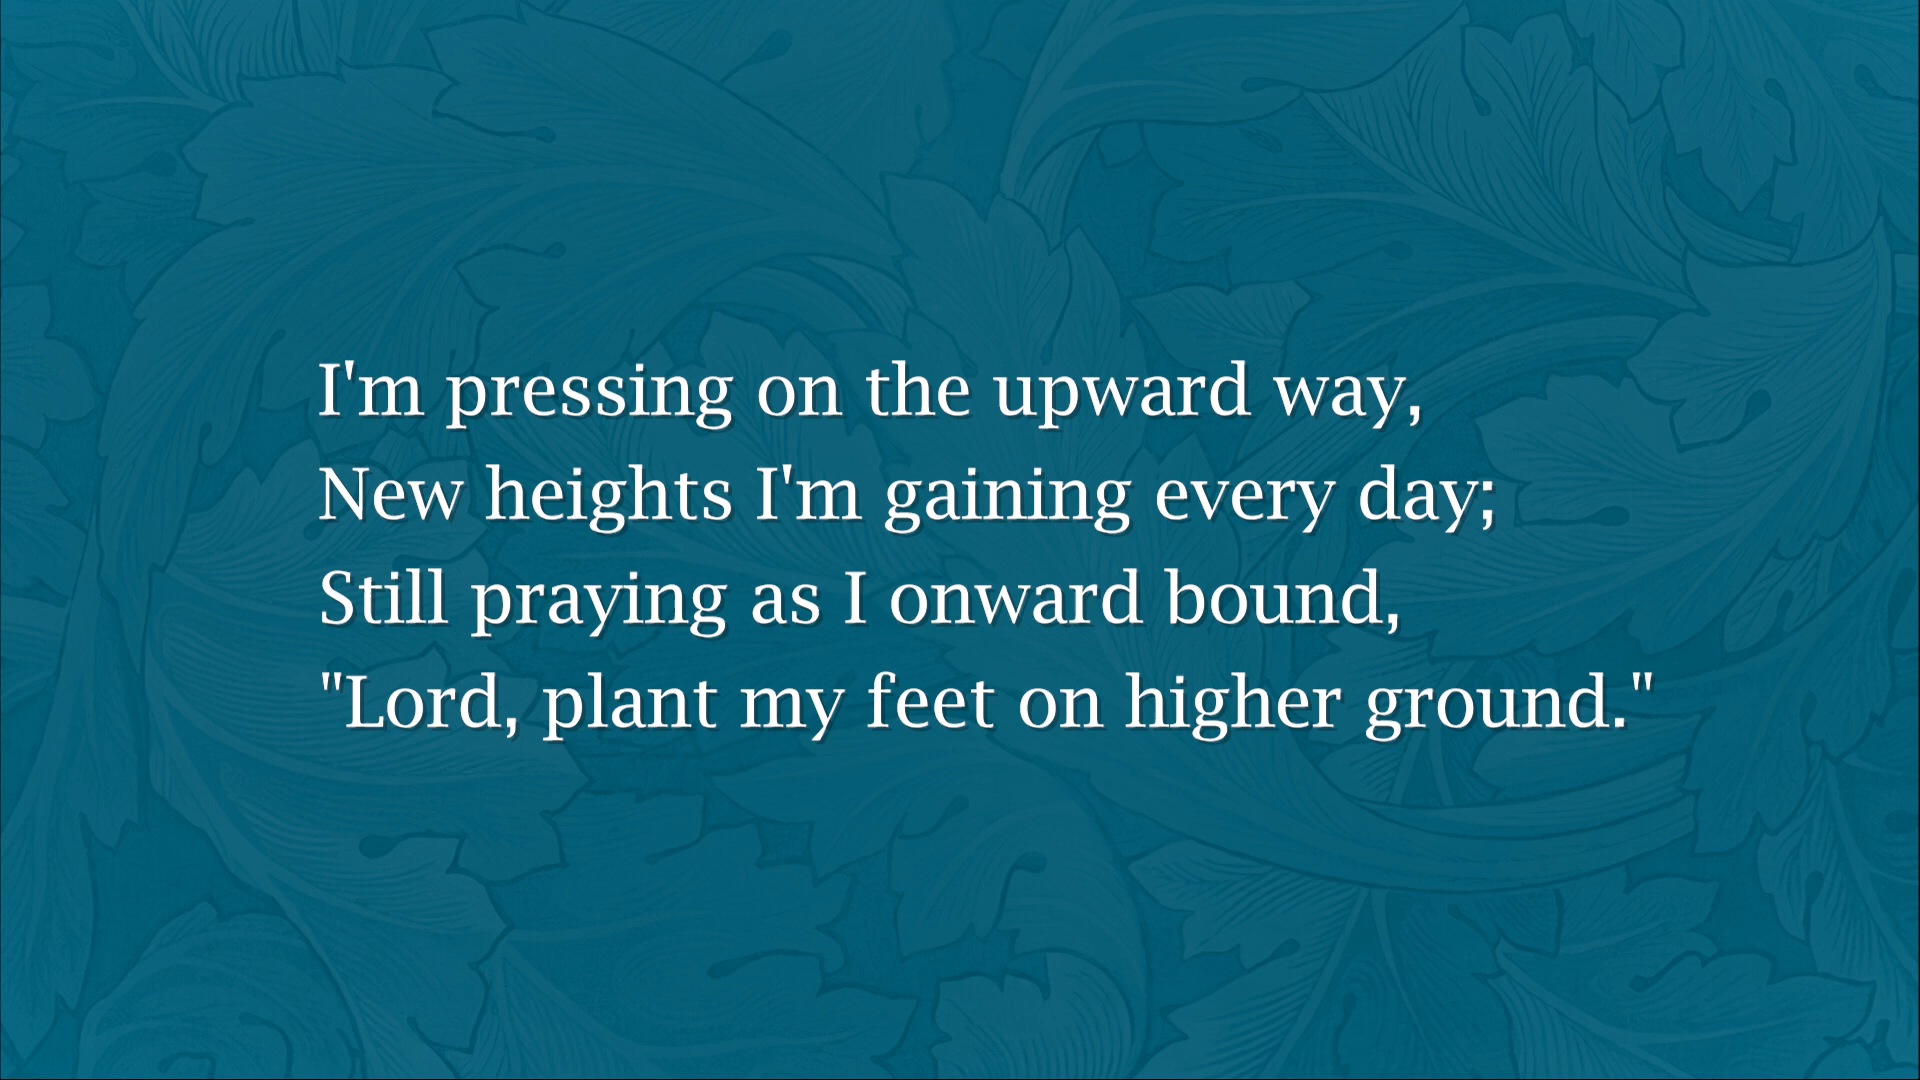 I'm pressing on the upward way,
New heights I'm gaining every day;
Still praying as I onward bound,
"Lord, plant my feet on higher ground."